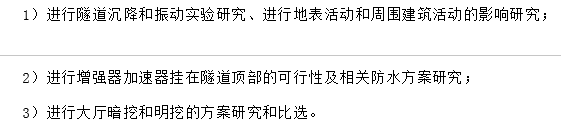 1）进行隧道沉降和振动实验研究、进行地表活动和周围建筑活动的影响研究；
2）进行增强器加速器挂在隧道顶部的可行性及相关防水方案研究；
3）进行大厅暗挖和明挖的方案研究和比选。